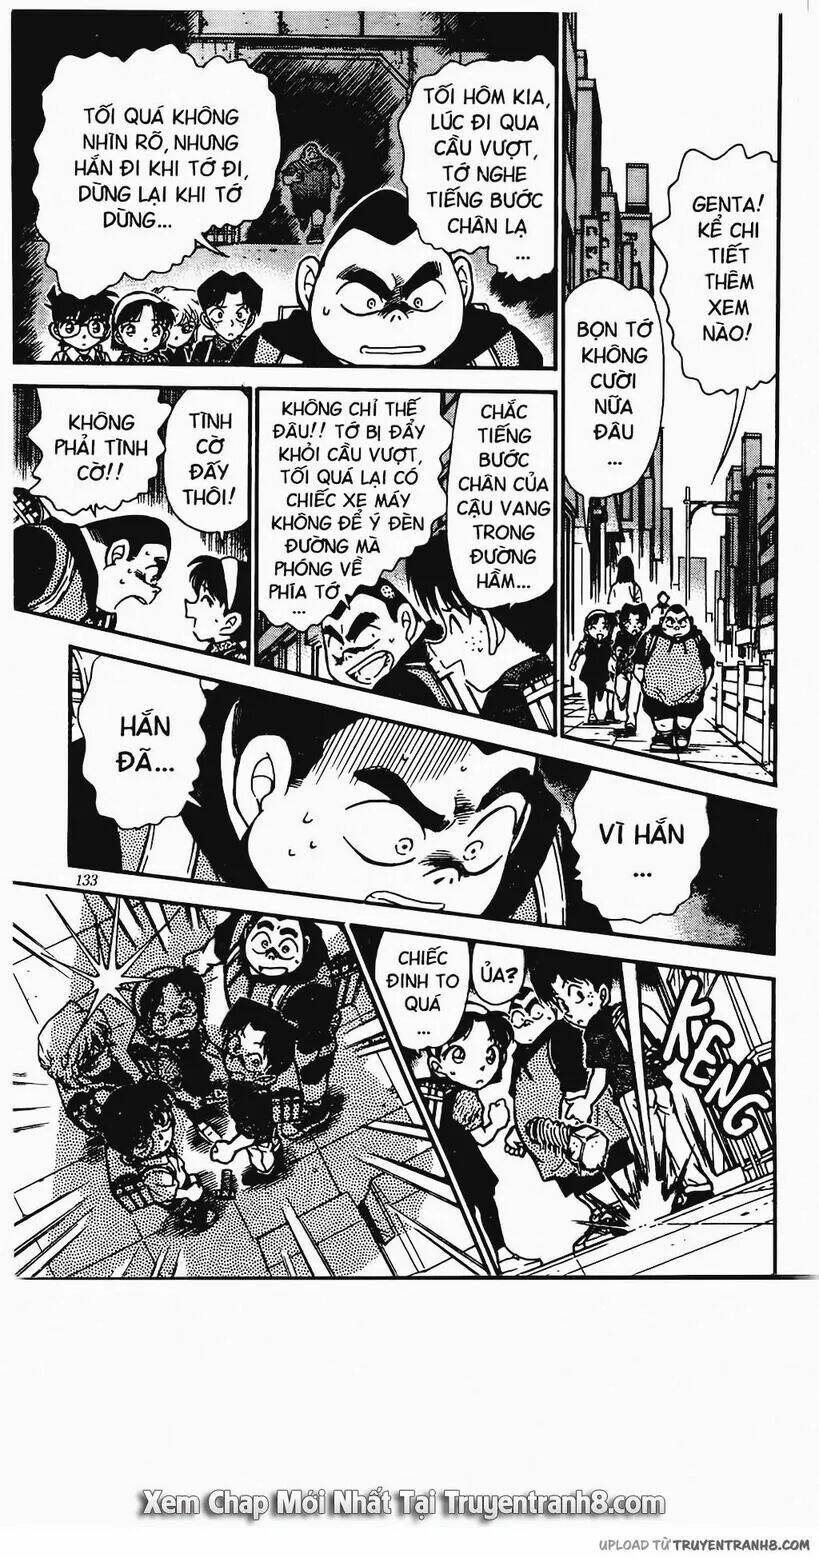 GENTA!
KỂ CHI
TIẾT
THÊM
XEM
NÀO!
BỌN TỚ
KHÔNG
CƯỜI
NỮA
ĐÂU
...
TỐI HÔM KIA,
LÚC ĐI QUA
CẦU VƯỢT,
TỚ NGHE
TIẾNG BƯỚC
CHÂN LẠ
...
TỐI QUÁ KHÔNG
NHÌN RÕ, NHƯNG
HẮN ĐI KHI TỚ ĐI,
DỪNG LẠI KHI TỚ
DỪNG...
CHẮC
TIẾNG
BƯỚC
CHÂN CỦA
CẬU VANG
TRONG
ĐƯỜNG
HẦM...
KHÔNG CHỈ THẾ
ĐÂU!! TỚ BỊ ĐẨY
KHỎI CẦU VƯỢT,
TỐI QUÁ LẠI CÓ
CHIẾC XE MÁY
KHÔNG ĐỂ Ý ĐÈN
ĐƯỜNG MÀ
PHÓNG VỀ
PHÍA TỚ
...
TÌNH
CỜ
ĐẤY
THÔI!
KHÔNG
PHẢI TÌNH
CỜ!!
VÌ HẮN
...
HẮN
ĐÃ...
133
KENG
ỦA?
CHIẾC
ĐINH TO
QUÁ
...
Xem Chap Mới Nhất Tại Truyentranh8.com
UPLOAD TỪ TRUYENTRANH8.COM